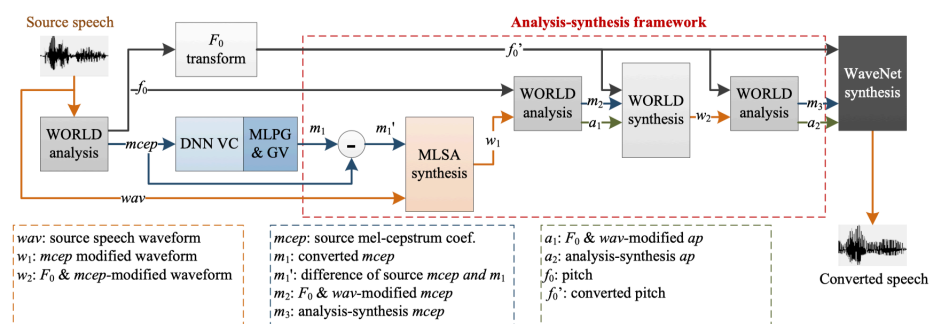 Source speech
Analysis-synthesis framework
F0 transform
f0'
WaveNet synthesis
f0
WORLD analysis
m2
a1
WORLD synthesis
w2
WORLD analysis
m3
a2
WORLD analysis
mcep
DNN VC
MLPG & GV
m1
-
m1'
MLSA synthesis
w1
wav
wav: source speech waveform
w1: mcep modified waveform
w2: F0 & mcep-modified waveform
mcep: source mel-cepstrum coef.
m1: converted mcep
m1': difference of source mcep and m1
m2: F0 & wav-modified mcep
m3: analysis-synthesis mcep
a1: F0 & wav-modified ap
a2: analysis-synthesis ap
f0: pitch
f0': converted pitch
Converted speech